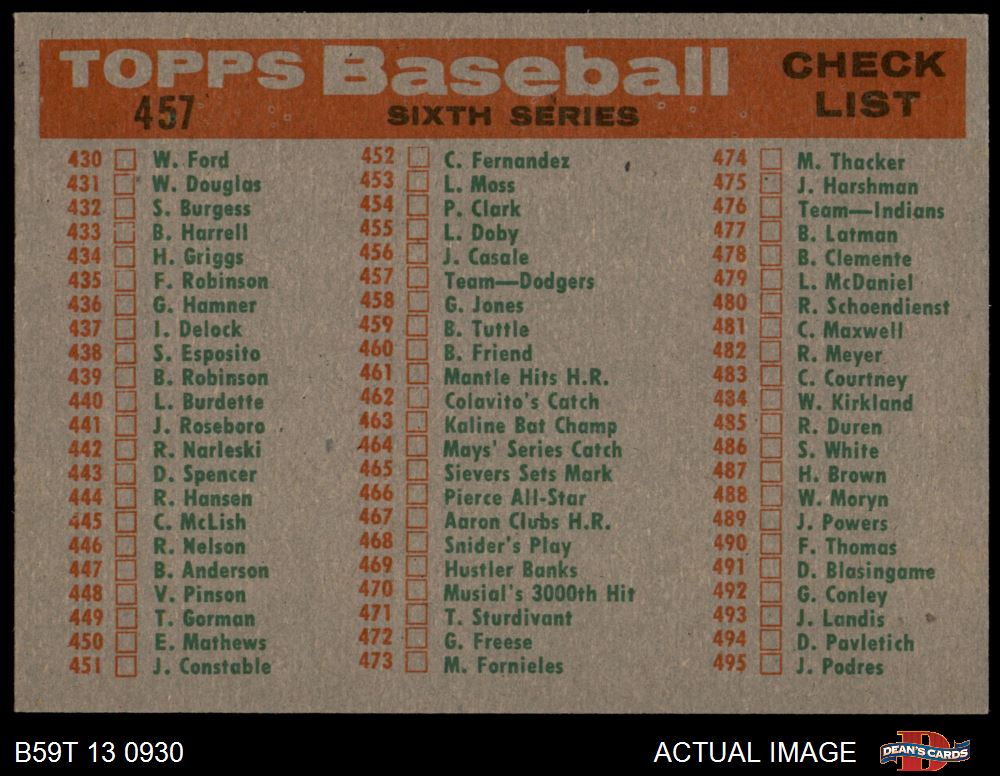 TOPPS Baseball CHECK LIST
457 SIXTH SERIES
430 W. Ford
431 W. Douglas
432 S. Burgess
433 B. Harrell
434 H. Griggs
435 F. Robinson
436 G. Hamner
437 I. Delock
438 S. Esposito
439 B. Robinson
440 L. Burdette
441 J. Roseboro
442 R. Narleski
443 D. Spencer
444 R. Hansen
445 C. McLish
446 R. Nelson
447 B. Anderson
448 V. Pinson
449 T. Gorman
450 E. Mathews
451 J. Constable
452 C. Fernandez
453 L. Moss
454 P. Clark
455 L. Doby
456 J. Casale
457 Team—Dodgers
458 G. Jones
459 B. Tuttle
460 B. Friend
461 Mantle Hits H.R.
462 Colavito's Catch
463 Kaline Bat Champ
464 Mays' Series Catch
465 Sievers Sets Mark
466 Pierce All-Star
467 Aaron Clubs H.R.
468 Snider's Play
469 Hustler Banks
470 Musial's 3000th Hit
471 T. Sturdivant
472 G. Freese
473 M. Fornieles
474 M. Thacker
475 J. Harshman
476 Team—Indians
477 B. Latman
478 B. Clemente
479 L. McDaniel
480 R. Schoendienst
481 C. Maxwell
482 R. Meyer
483 C. Courtney
434 W. Kirkland
485 R. Duren
486 S. White
487 H. Brown
488 W. Moryn
489 J. Powers
490 F. Thomas
491 D. Blasingame
492 G. Conley
493 J. Landis
494 D. Pavletich
495 J. Podres
B59T 13 0930
ACTUAL IMAGE
D
DEAN'S CARDS